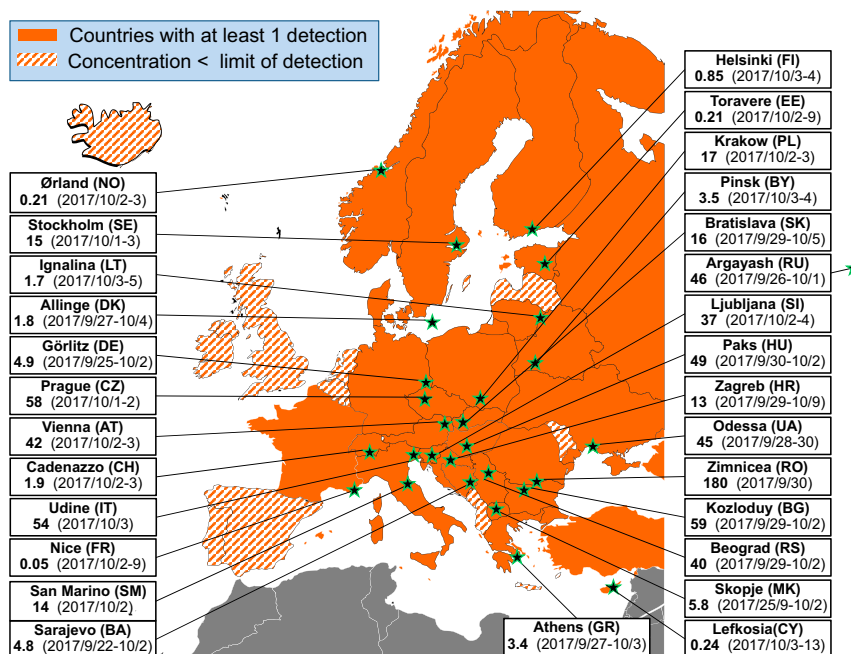 Countries with at least 1 detection
Concentration < limit of detection
Ørland (NO)
0.21 (2017/10/2-3)
Stockholm (SE)
15 (2017/10/1-3)
Ignalina (LT)
1.7 (2017/10/3-5)
Allinge (DK)
1.8 (2017/9/27-10/4)
Görlitz (DE)
4.9 (2017/9/25-10/2)
Prague (CZ)
58 (2017/10/1-2)
Vienna (AT)
42 (2017/10/2-3)
Cadenazzo (CH)
1.9 (2017/10/2-3)
Udine (IT)
54 (2017/10/3)
Nice (FR)
0.05 (2017/10/2-9)
San Marino (SM)
14 (2017/10/2)
Sarajevo (BA)
4.8 (2017/9/22-10/2)
Helsinki (FI)
0.85 (2017/10/3-4)
Toravere (EE)
0.21 (2017/10/2-9)
Krakow (PL)
17 (2017/10/2-3)
Pinsk (BY)
3.5 (2017/10/3-4)
Bratislava (SK)
16 (2017/9/29-10/5)
Argayash (RU)
46 (2017/9/26-10/1)
Ljubljana (SI)
37 (2017/10/2-4)
Paks (HU)
49 (2017/9/30-10/2)
Zagreb (HR)
13 (2017/9/29-10/9)
Odessa (UA)
45 (2017/9/28-30)
Zimnicea (RO)
180 (2017/9/30)
Kozloduy (BG)
59 (2017/9/29-10/2)
Beograd (RS)
40 (2017/9/29-10/2)
Skopje (MK)
5.8 (2017/25/9-10/2)
Lefkosia(CY)
0.24 (2017/10/3-13)
Athens (GR)
3.4 (2017/9/27-10/3)